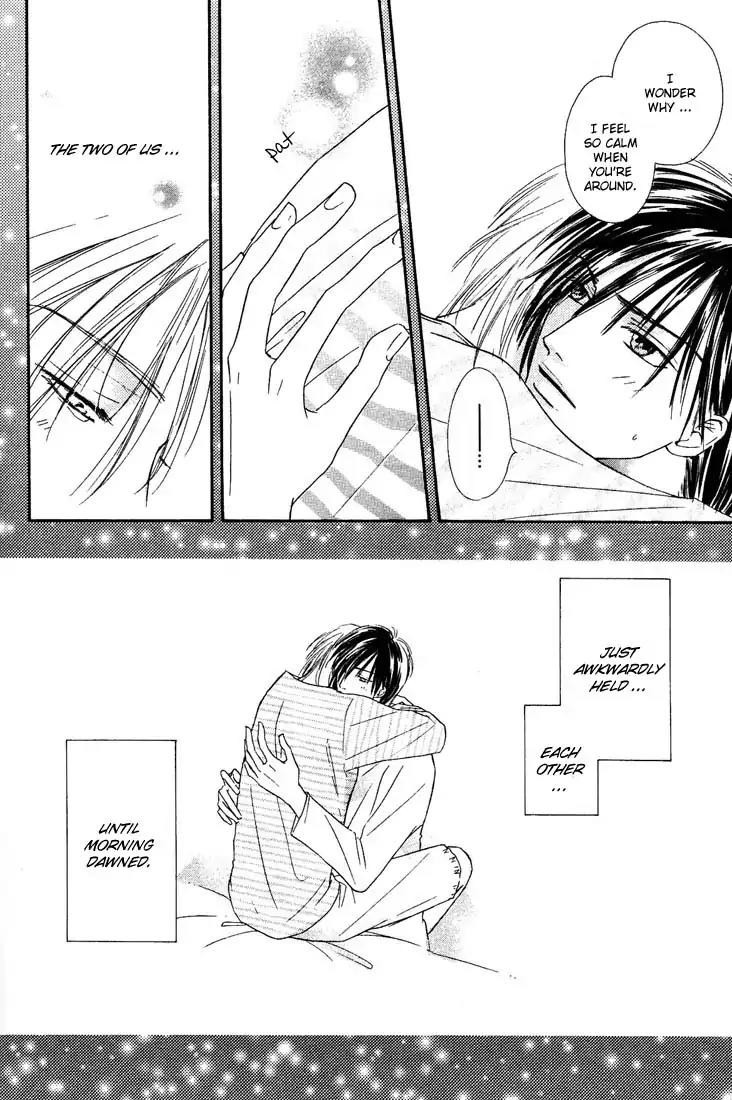 I
WONDER
WHY ...
I FEEL
SO CALM
WHEN
YOU'RE
AROUND.
...
pat
THE TWO OF US ...
JUST
AWKWARDLY
HELD ...
EACH
OTHER
...
UNTIL
MORNING
DAWNED.